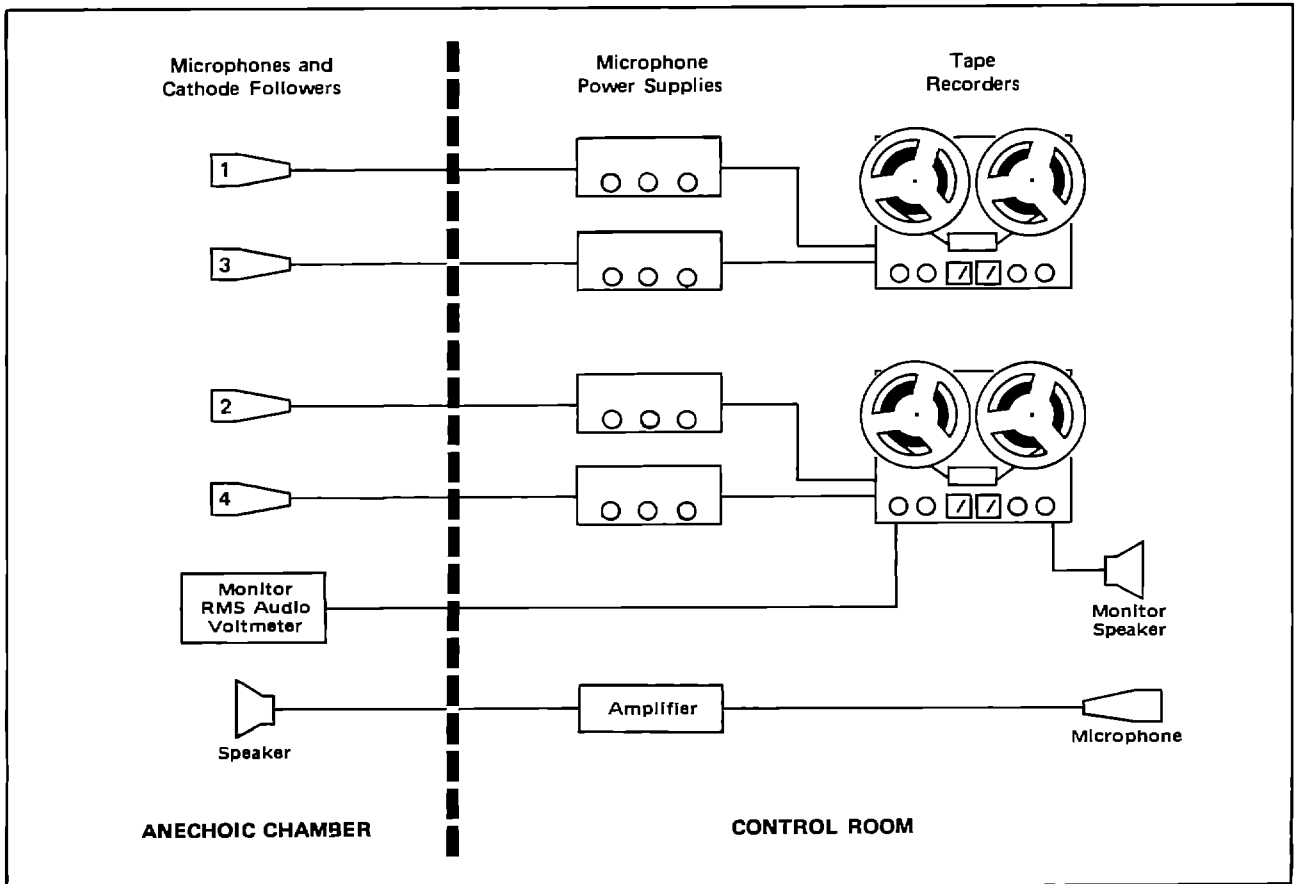 Microphones and
Cathode Followers
Microphone
Power Supplies
Tape
Recorders
1
3
2
4
Monitor
RMS Audio
Voltmeter
Monitor
Speaker
Speaker
Amplifier
Microphone
ANECHOIC CHAMBER
CONTROL ROOM